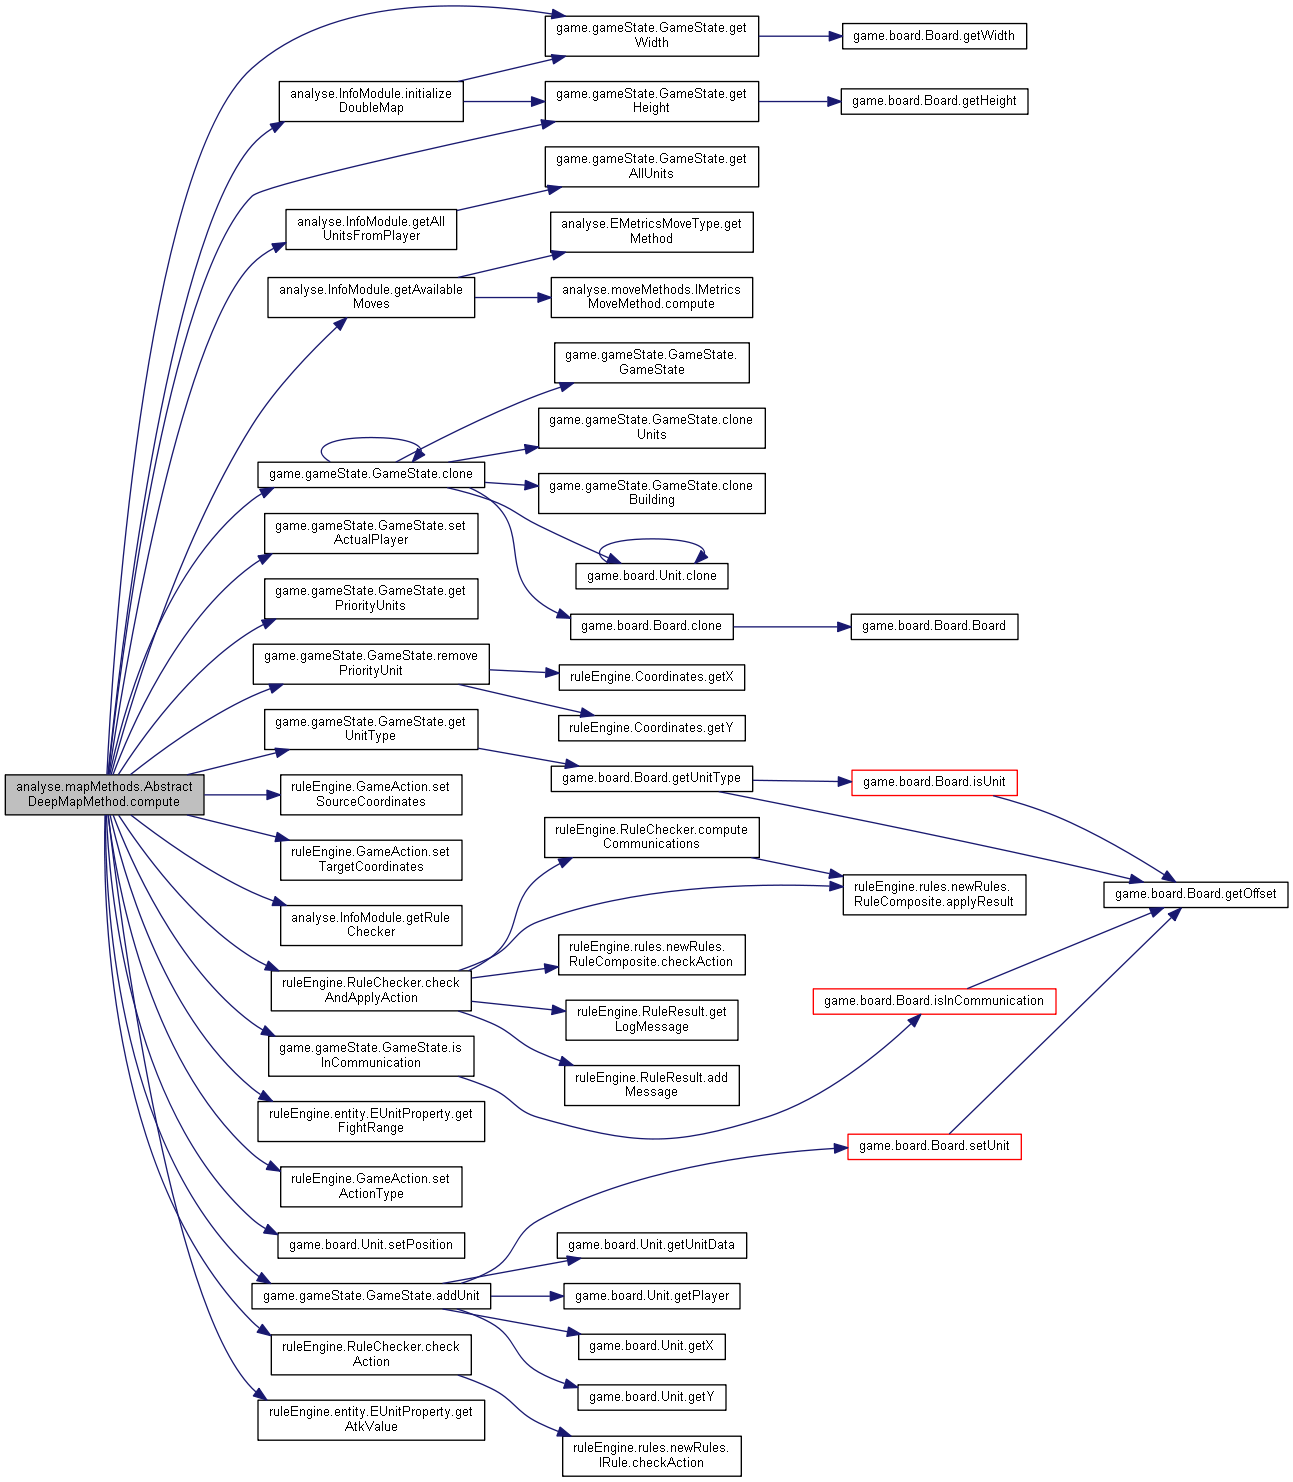 game.gameState.GameState.get
Width
game.board.Board.getWidth
analyse.InfoModule.initialize
DoubleMap
game.gameState.GameState.get
Height
game.board.Board.getHeight
game.gameState.GameState.get
AllUnits
analyse.InfoModule.getAll
UnitsFromPlayer
analyse.EMetricsMoveType.get
Method
analyse.InfoModule.getAvailable
Moves
analyse.moveMethods.IMetrics
MoveMethod.compute
game.gameState.GameState.
GameState
game.gameState.GameState.clone
Units
game.gameState.GameState.clone
game.gameState.GameState.clone
Building
game.gameState.GameState.set
ActualPlayer
game.board.Unit.clone
game.gameState.GameState.get
PriorityUnits
game.board.Board.clone
game.board.Board.Board
game.gameState.GameState.remove
PriorityUnit
ruleEngine.Coordinates.getX
ruleEngine.Coordinates.getY
game.gameState.GameState.get
UnitType
game.board.Board.getUnitType
game.board.Board.isUnit
analyse.mapMethods.Abstract
DeepMapMethod.compute
ruleEngine.GameAction.set
SourceCoordinates
ruleEngine.RuleChecker.compute
Communications
ruleEngine.GameAction.set
TargetCoordinates
ruleEngine.rules.newRules.
RuleComposite.applyResult
game.board.Board.getOffset
analyse.InfoModule.getRule
Checker
ruleEngine.rules.newRules.
RuleComposite.checkAction
ruleEngine.RuleChecker.check
AndApplyAction
game.board.Board.isInCommunication
ruleEngine.RuleResult.get
LogMessage
game.gameState.GameState.is
InCommunication
ruleEngine.RuleResult.add
Message
ruleEngine.entity.EUnitProperty.get
FightRange
game.board.Board.setUnit
ruleEngine.GameAction.set
ActionType
game.board.Unit.setPosition
game.board.Unit.getUnitData
game.gameState.GameState.addUnit
game.board.Unit.getPlayer
game.board.Unit.getX
ruleEngine.RuleChecker.check
Action
game.board.Unit.getY
ruleEngine.entity.EUnitProperty.get
AtkValue
ruleEngine.rules.newRules.
IRule.checkAction